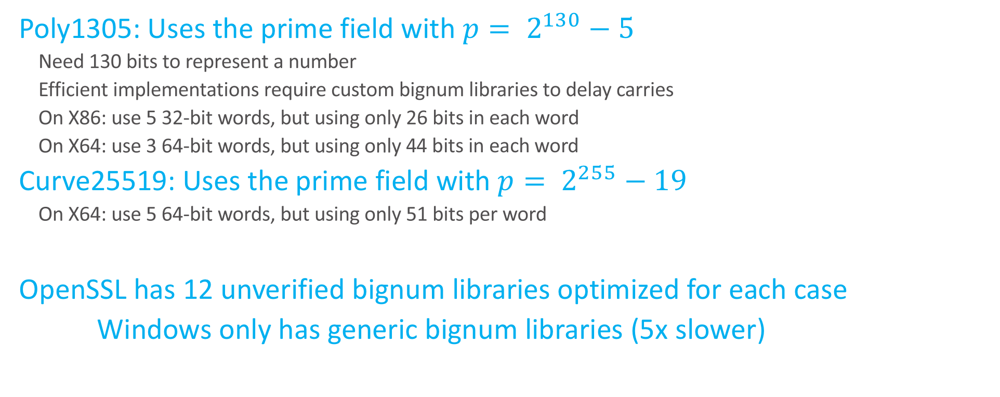 Poly1305: Uses the prime field with 𝑝 = 2¹³⁰ − 5
Need 130 bits to represent a number
Efficient implementations require custom bignum libraries to delay carries
On X86: use 5 32-bit words, but using only 26 bits in each word
On X64: use 3 64-bit words, but using only 44 bits in each word
Curve25519: Uses the prime field with 𝑝 = 2²⁵⁵ − 19
On X64: use 5 64-bit words, but using only 51 bits per word
OpenSSL has 12 unverified bignum libraries optimized for each case
Windows only has generic bignum libraries (5x slower)